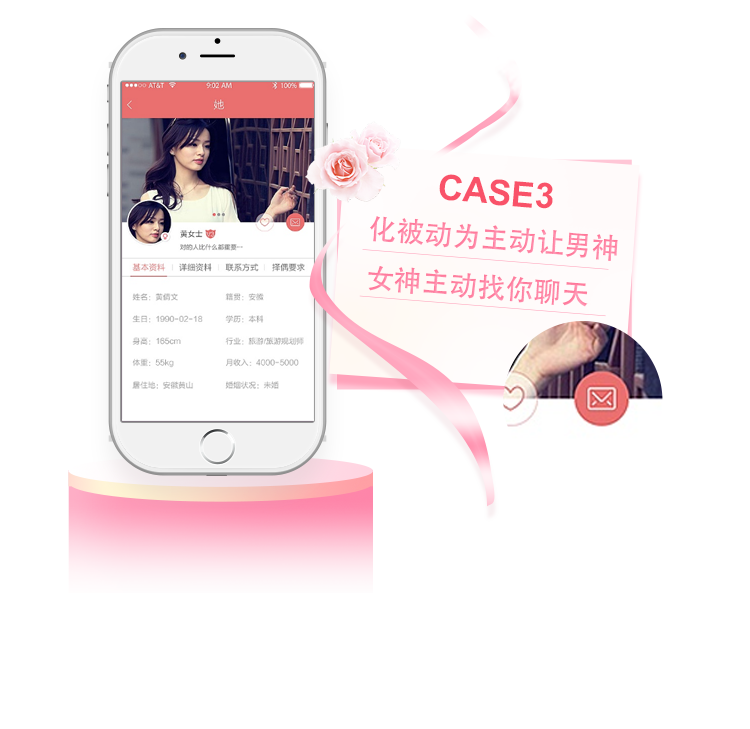 AT&T 9:02 AM 100%
她
黄女士
对的人比什么都重要···
基本资料 详细资料 联系方式 择偶要求
姓名：黄倩文 籍贯：安徽
生日：1990-02-18 学历：本科
身高：165cm 行业：旅游/旅游规划师
体重：55kg 月收入：4000-5000
居住地：安徽黄山 婚姻状况：未婚
CASE3
化被动为主动让男神
女神主动找你聊天